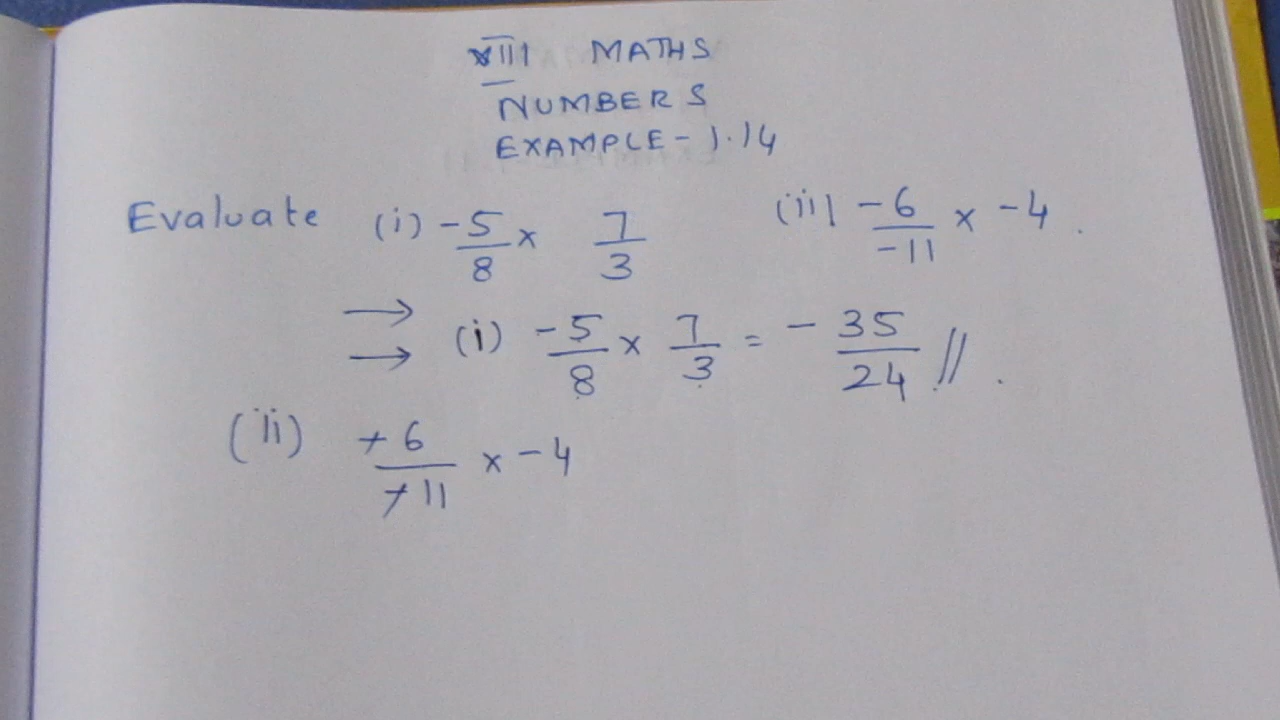 VIII MATHS
NUMBERS
EXAMPLE - 1.14
Evaluate (i) -5/8 × 7/3 (ii) -6/-11 × -4.
→ → (i) -5/8 × 7/3 = -35/24 //.
(ii) +6/+11 × -4